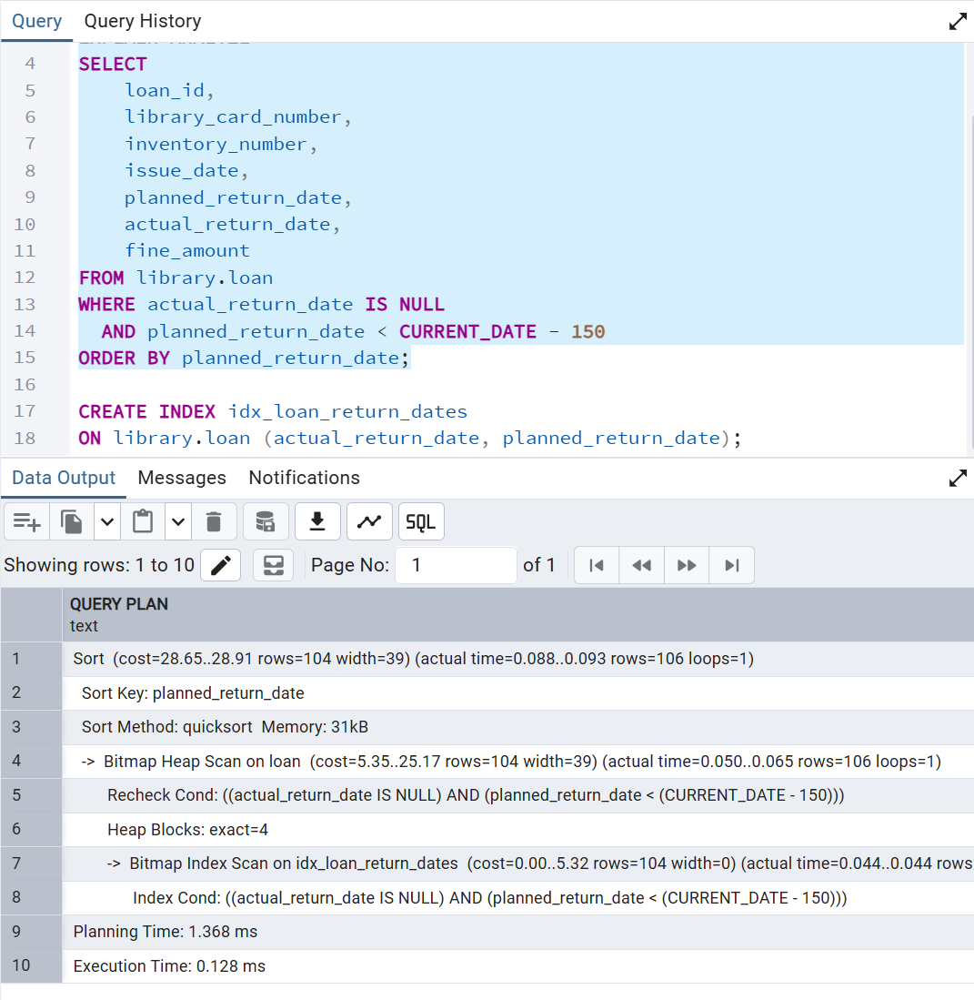 Query Query History
4 SELECT
5 loan_id,
6 library_card_number,
7 inventory_number,
8 issue_date,
9 planned_return_date,
10 actual_return_date,
11 fine_amount
12 FROM library.loan
13 WHERE actual_return_date IS NULL
14 AND planned_return_date < CURRENT_DATE - 150
15 ORDER BY planned_return_date;
16
17 CREATE INDEX idx_loan_return_dates
18 ON library.loan (actual_return_date, planned_return_date);
Data Output Messages Notifications
SQL
Showing rows: 1 to 10 Page No: 1 of 1
QUERY PLAN
text
1 Sort (cost=28.65..28.91 rows=104 width=39) (actual time=0.088..0.093 rows=106 loops=1)
2 Sort Key: planned_return_date
3 Sort Method: quicksort Memory: 31kB
4 -> Bitmap Heap Scan on loan (cost=5.35..25.17 rows=104 width=39) (actual time=0.050..0.065 rows=106 loops=1)
5 Recheck Cond: ((actual_return_date IS NULL) AND (planned_return_date < (CURRENT_DATE - 150)))
6 Heap Blocks: exact=4
7 -> Bitmap Index Scan on idx_loan_return_dates (cost=0.00..5.32 rows=104 width=0) (actual time=0.044..0.044 rows
8 Index Cond: ((actual_return_date IS NULL) AND (planned_return_date < (CURRENT_DATE - 150)))
9 Planning Time: 1.368 ms
10 Execution Time: 0.128 ms